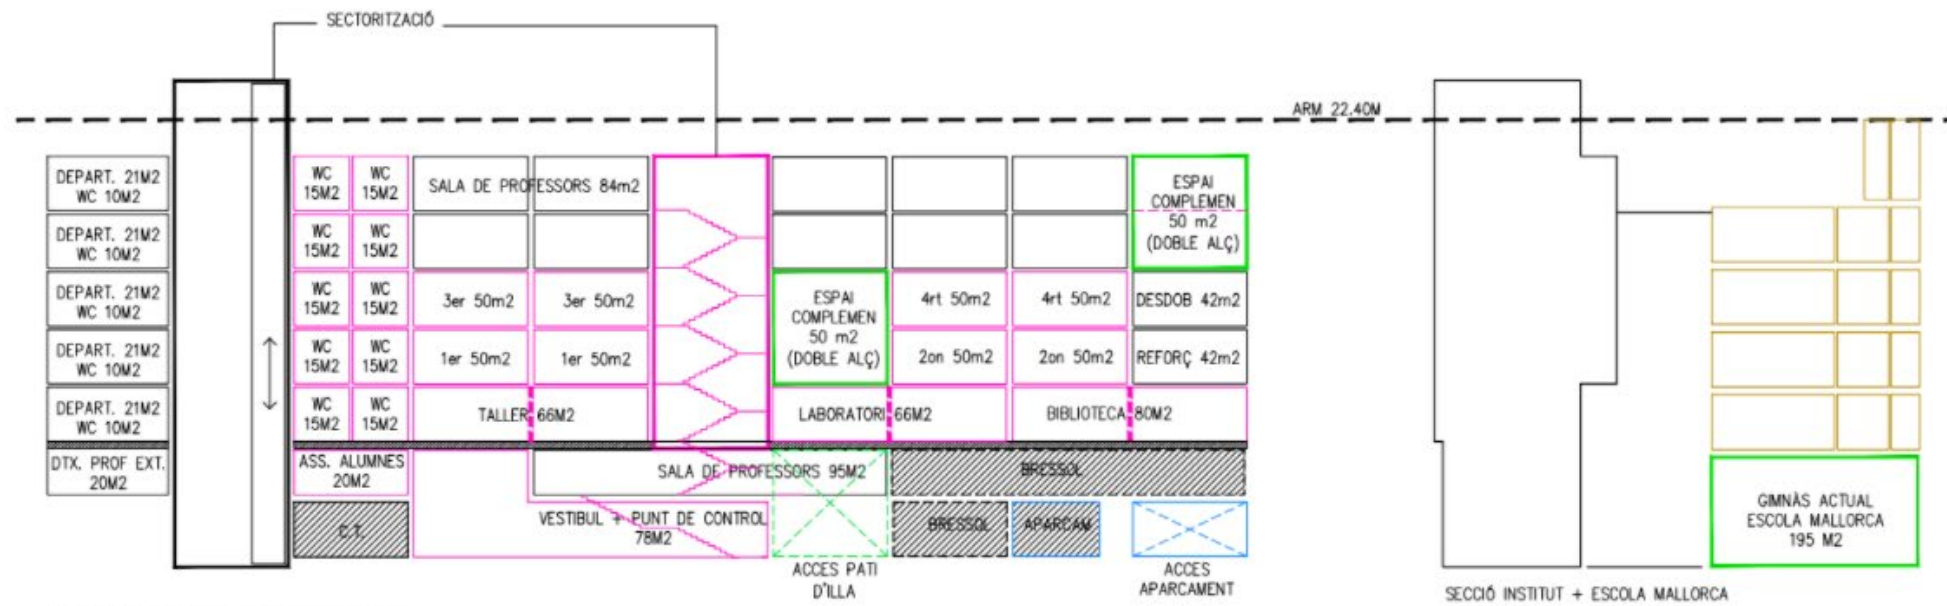 SECTORITZACIÓ
ARM 22.40M
DEPART. 21M2
WC 10M2
WC
15M2
WC
15M2
SALA DE PROFESSORS 84m2
ESPAI
COMPLEMEN
50 m2
(DOBLE ALÇ)
DEPART. 21M2
WC 10M2
WC
15M2
WC
15M2
DEPART. 21M2
WC 10M2
WC
15M2
WC
15M2
3er 50m2
3er 50m2
ESPAI
COMPLEMEN
50 m2
(DOBLE ALÇ)
4rt 50m2
4rt 50m2
DESDOB 42m2
DEPART. 21M2
WC 10M2
WC
15M2
WC
15M2
1er 50m2
1er 50m2
2on 50m2
2on 50m2
REFORÇ 42m2
DEPART. 21M2
WC 10M2
WC
15M2
WC
15M2
TALLER 66M2
LABORATORI 66M2
BIBLIOTECA 80M2
DTX. PROF EXT.
20M2
ASS. ALUMNES
20M2
SALA DE PROFESSORS 95M2
BRESSOL
C.T.
VESTIBUL + PUNT DE CONTROL
78M2
BRESSOL
APARCAM
ACCES PATI
D'ILLA
ACCES
APARCAMENT
GIMNÀS ACTUAL
ESCOLA MALLORCA
195 M2
SECCIÓ INSTITUT + ESCOLA MALLORCA